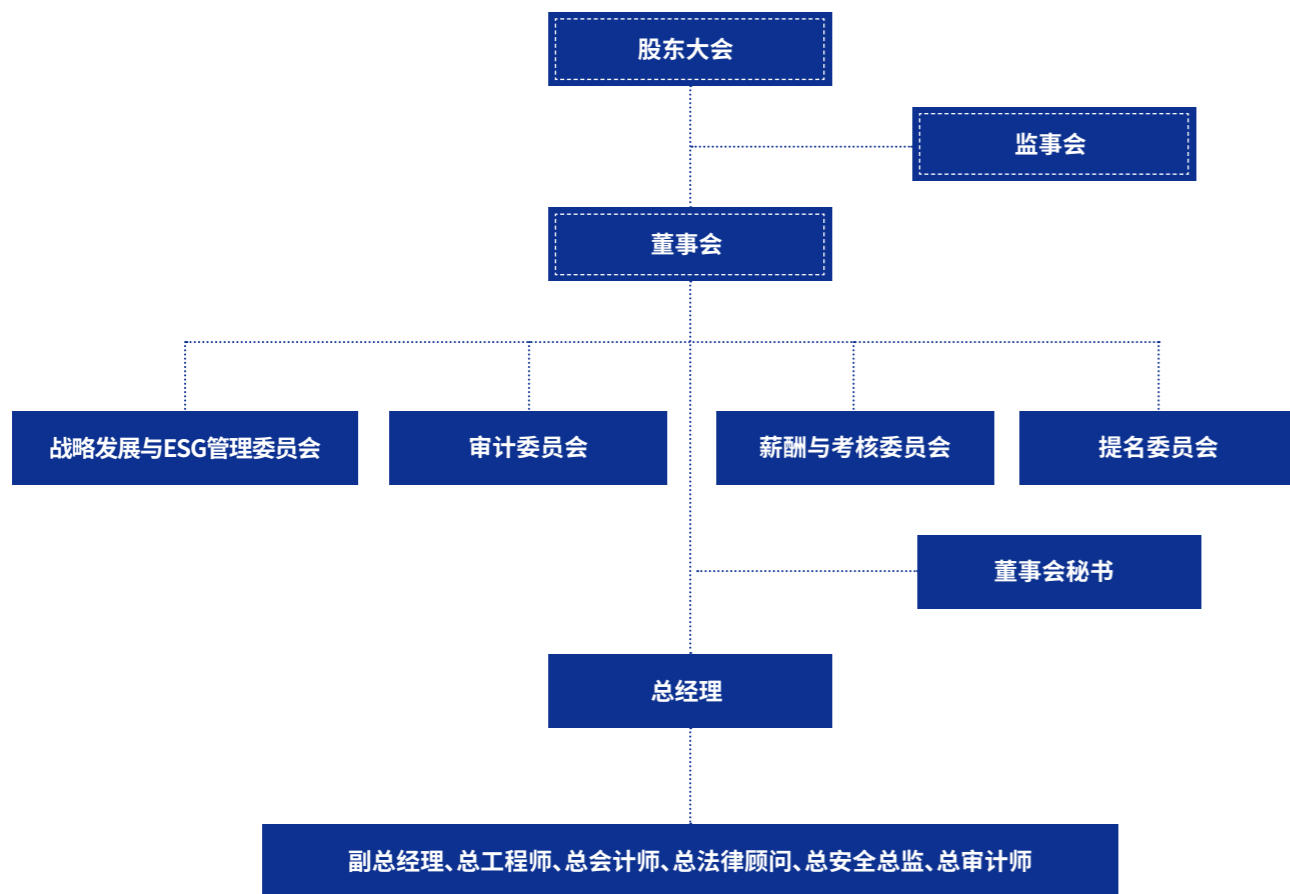 股东大会
监事会
董事会
战略发展与ESG管理委员会
审计委员会
薪酬与考核委员会
提名委员会
董事会秘书
总经理
副总经理、总工程师、总会计师、总法律顾问、总安全总监、总审计师